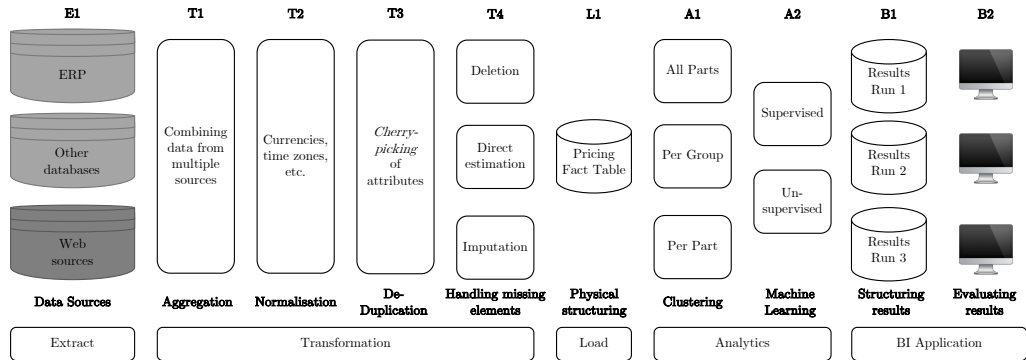 E1 T1 T2 T3 T4 L1 A1 A2 B1 B2
ERP
Other
databases
Web
sources
Combining
data from
multiple
sources
Currencies,
time zones,
etc.
Cherry-
picking
of
attributes
Deletion
Direct
estimation
Imputation
Pricing
Fact Table
All Parts
Per Group
Per Part
Supervised
Un-
supervised
Results
Run 1
Results
Run 2
Results
Run 3
Data Sources
Aggregation
Normalisation
De-
Duplication
Handling missing
elements
Physical
structuring
Clustering
Machine
Learning
Structuring
results
Evaluating
results
Extract
Transformation
Load
Analytics
BI Application